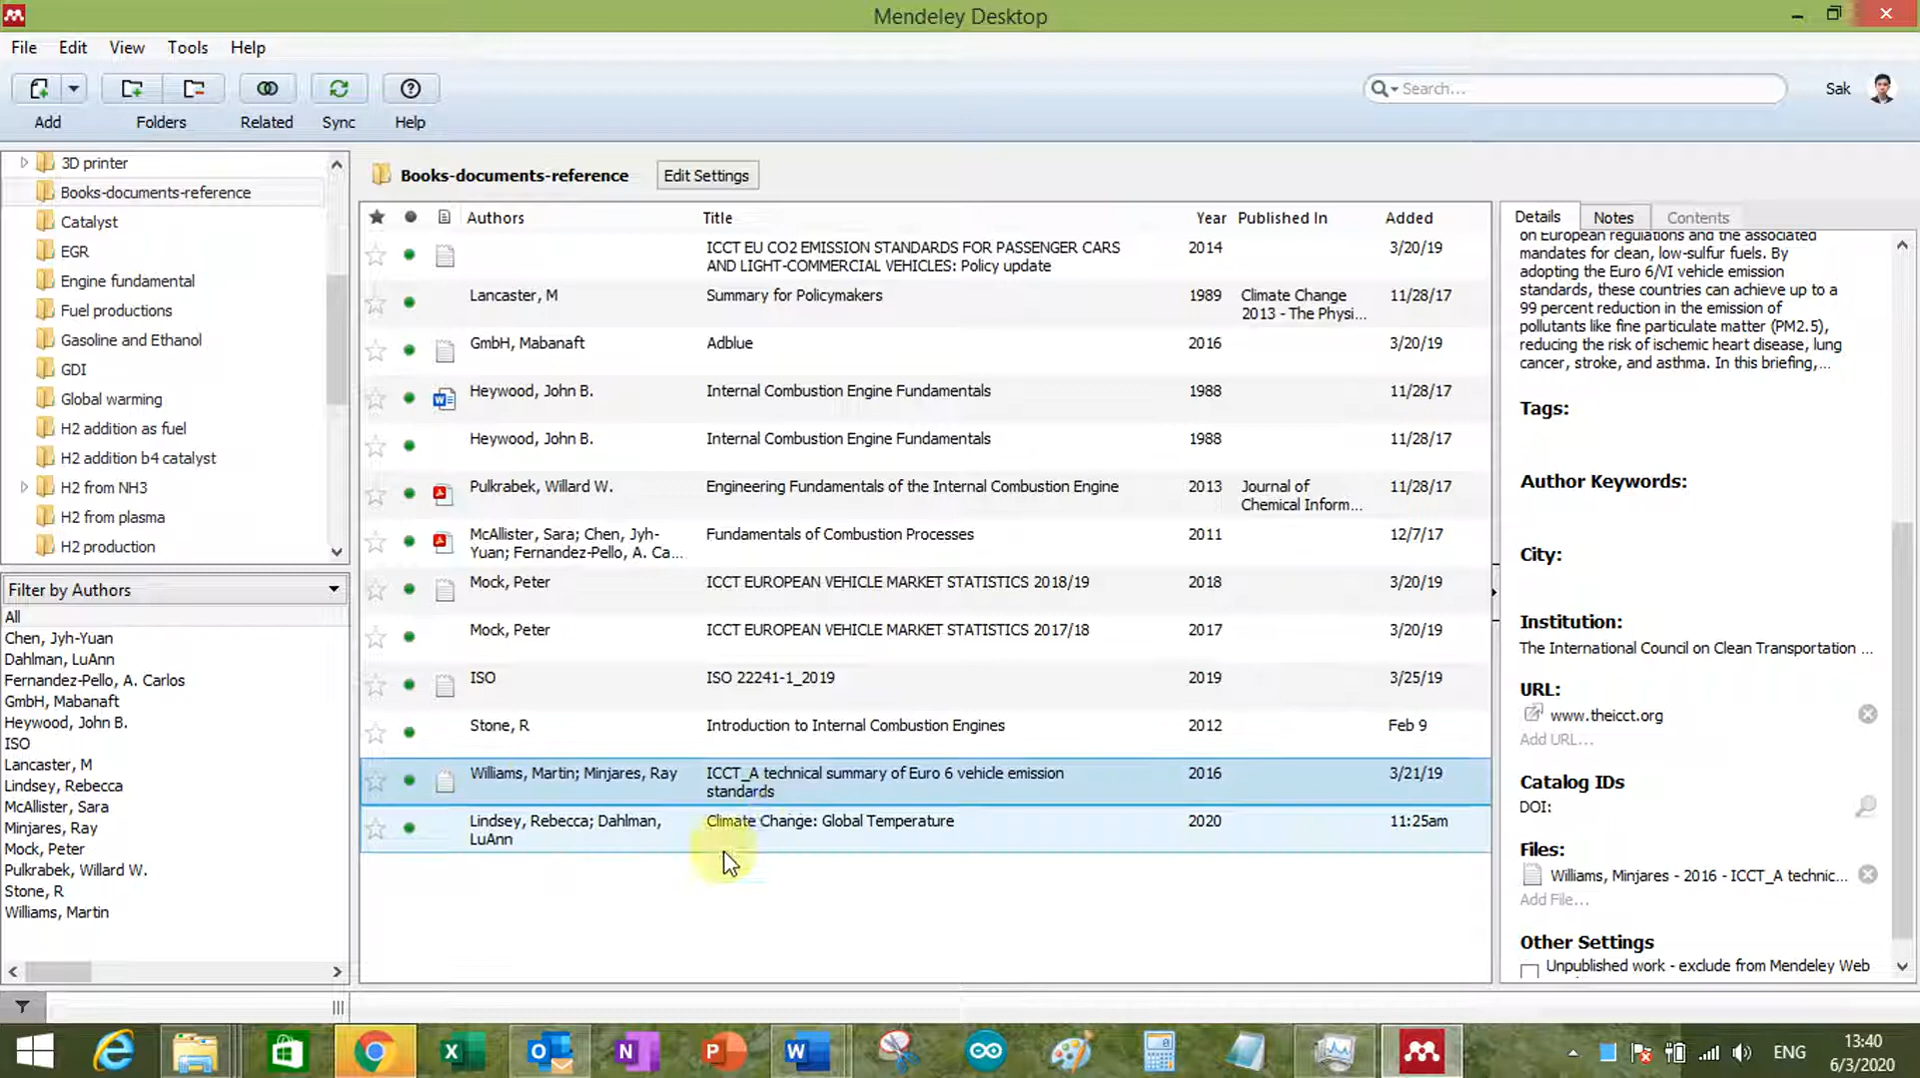 Mendeley Desktop
File Edit View Tools Help
Search...
Sak
Add Folders Related Sync Help
3D printer
Books-documents-reference
Catalyst
EGR
Engine fundamental
Fuel productions
Gasoline and Ethanol
GDI
Global warming
H2 addition as fuel
H2 addition b4 catalyst
H2 from NH3
H2 from plasma
H2 production
Filter by Authors
All
Chen, Jyh-Yuan
Dahlman, LuAnn
Fernandez-Pello, A. Carlos
GmbH, Mabanaft
Heywood, John B.
ISO
Lancaster, M
Lindsey, Rebecca
McAllister, Sara
Minjares, Ray
Mock, Peter
Pulkrabek, Willard W.
Stone, R
Williams, Martin
Books-documents-reference Edit Settings
Authors Title Year Published In Added
ICCT EU CO2 EMISSION STANDARDS FOR PASSENGER CARS 2014 3/20/19
AND LIGHT-COMMERCIAL VEHICLES: Policy update
Lancaster, M Summary for Policymakers 1989 Climate Change 11/28/17
2013 - The Physi...
GmbH, Mabanaft Adblue 2016 3/20/19
Heywood, John B. Internal Combustion Engine Fundamentals 1988 11/28/17
Heywood, John B. Internal Combustion Engine Fundamentals 1988 11/28/17
Pulkrabek, Willard W. Engineering Fundamentals of the Internal Combustion Engine 2013 Journal of 11/28/17
Chemical Inform...
McAllister, Sara; Chen, Jyh- Fundamentals of Combustion Processes 2011 12/7/17
Yuan; Fernandez-Pello, A. Ca...
Mock, Peter ICCT EUROPEAN VEHICLE MARKET STATISTICS 2018/19 2018 3/20/19
Mock, Peter ICCT EUROPEAN VEHICLE MARKET STATISTICS 2017/18 2017 3/20/19
ISO ISO 22241-1_2019 2019 3/25/19
Stone, R Introduction to Internal Combustion Engines 2012 Feb 9
Williams, Martin; Minjares, Ray ICCT_A technical summary of Euro 6 vehicle emission 2016 3/21/19
standards
Lindsey, Rebecca; Dahlman, Climate Change: Global Temperature 2020 11:25am
LuAnn
Details Notes Contents
on European regulations and the associated
mandates for clean, low-sulfur fuels. By
adopting the Euro 6/VI vehicle emission
standards, these countries can achieve up to a
99 percent reduction in the emission of
pollutants like fine particulate matter (PM2.5),
reducing the risk of ischemic heart disease, lung
cancer, stroke, and asthma. In this briefing,...
Tags:
Author Keywords:
City:
Institution:
The International Council on Clean Transportation ...
URL:
www.theicct.org
Add URL...
Catalog IDs
DOI:
Files:
Williams, Minjares - 2016 - ICCT_A technic...
Add File...
Other Settings
Unpublished work - exclude from Mendeley Web
ENG
13:40
6/3/2020